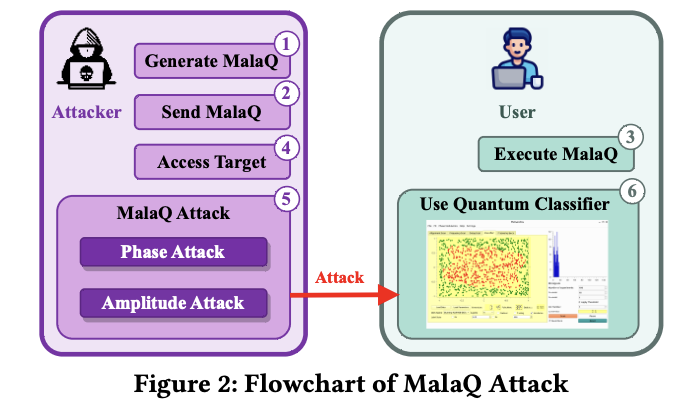 Attacker
Generate MalaQ
1
Send MalaQ
2
Access Target
4
MalaQ Attack
5
Phase Attack
Amplitude Attack
Attack
User
Execute MalaQ
3
Use Quantum Classifier
6
Figure 2: Flowchart of MalaQ Attack